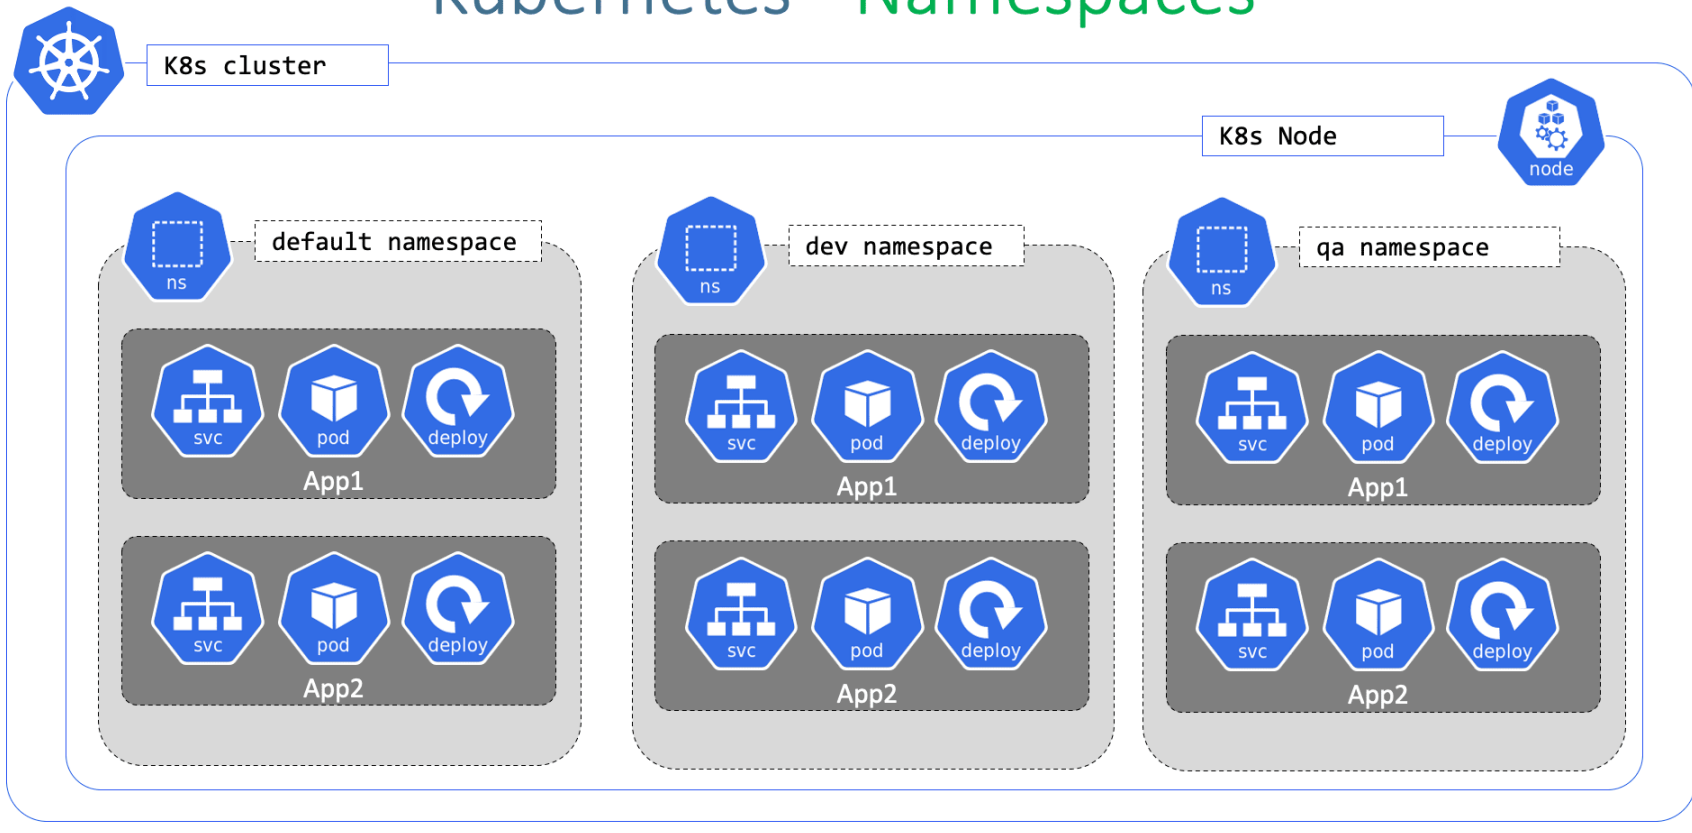 Kubernetes - Namespaces
K8s cluster
K8s Node
node
ns
default namespace
ns
dev namespace
ns
qa namespace
svc pod deploy
App1
svc pod deploy
App1
svc pod deploy
App1
svc pod deploy
App2
svc pod deploy
App2
svc pod deploy
App2